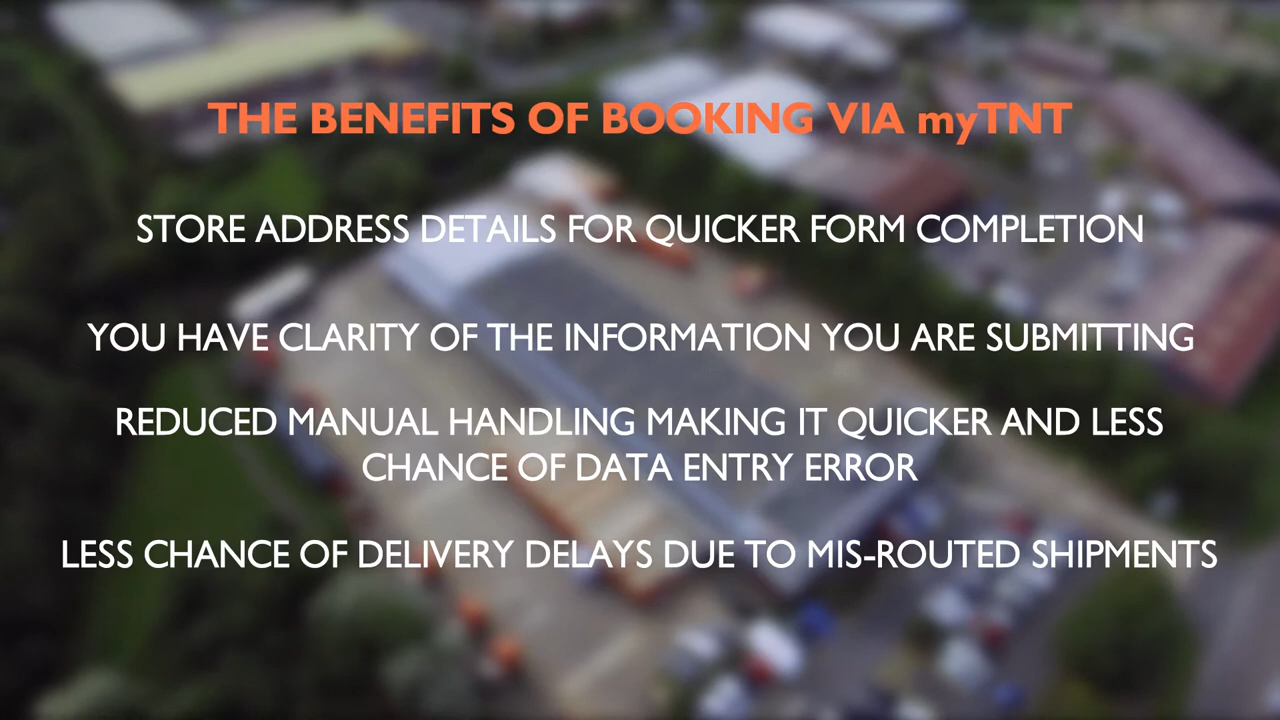 THE BENEFITS OF BOOKING VIA myTNT
STORE ADDRESS DETAILS FOR QUICKER FORM COMPLETION
YOU HAVE CLARITY OF THE INFORMATION YOU ARE SUBMITTING
REDUCED MANUAL HANDLING MAKING IT QUICKER AND LESS
CHANCE OF DATA ENTRY ERROR
LESS CHANCE OF DELIVERY DELAYS DUE TO MIS-ROUTED SHIPMENTS